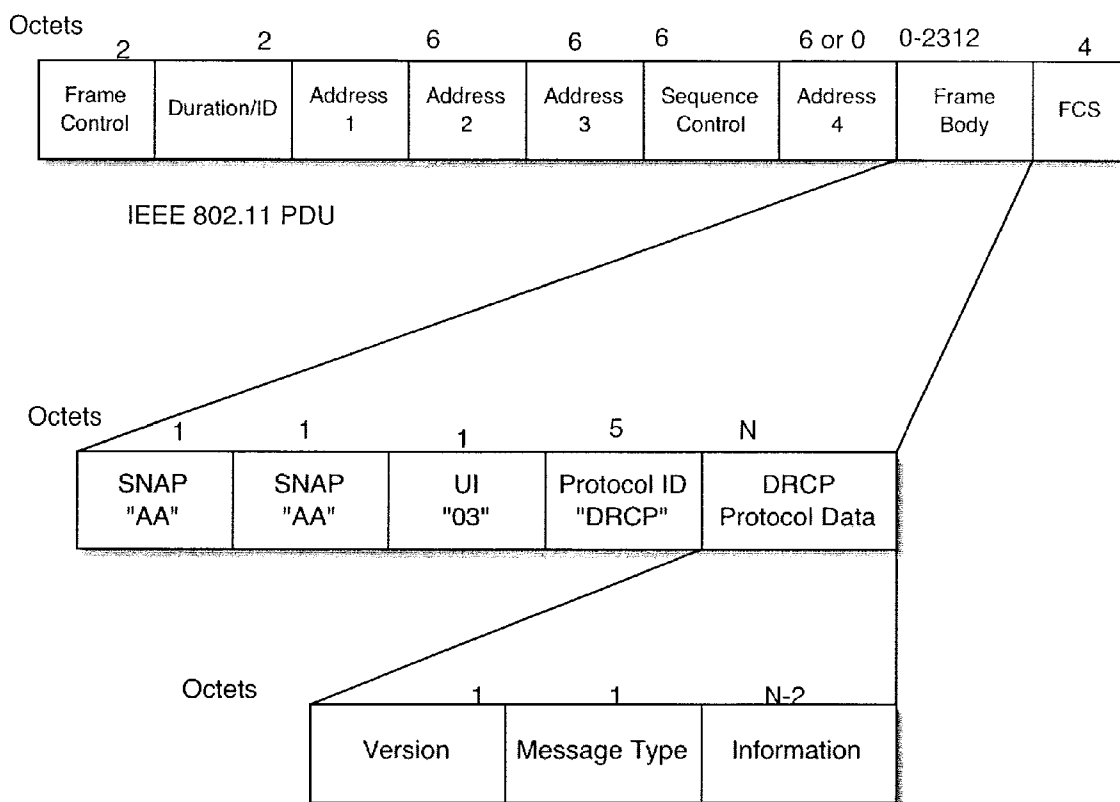 Octets
2 2 6 6 6 6 or 0 0-2312 4
Frame Control
Duration/ID
Address 1
Address 2
Address 3
Sequence Control
Address 4
Frame Body
FCS
IEEE 802.11 PDU
Octets
1 1 1 5 N
SNAP "AA"
SNAP "AA"
UI "03"
Protocol ID "DRCP"
DRCP Protocol Data
Octets
1 1 N-2
Version
Message Type
Information